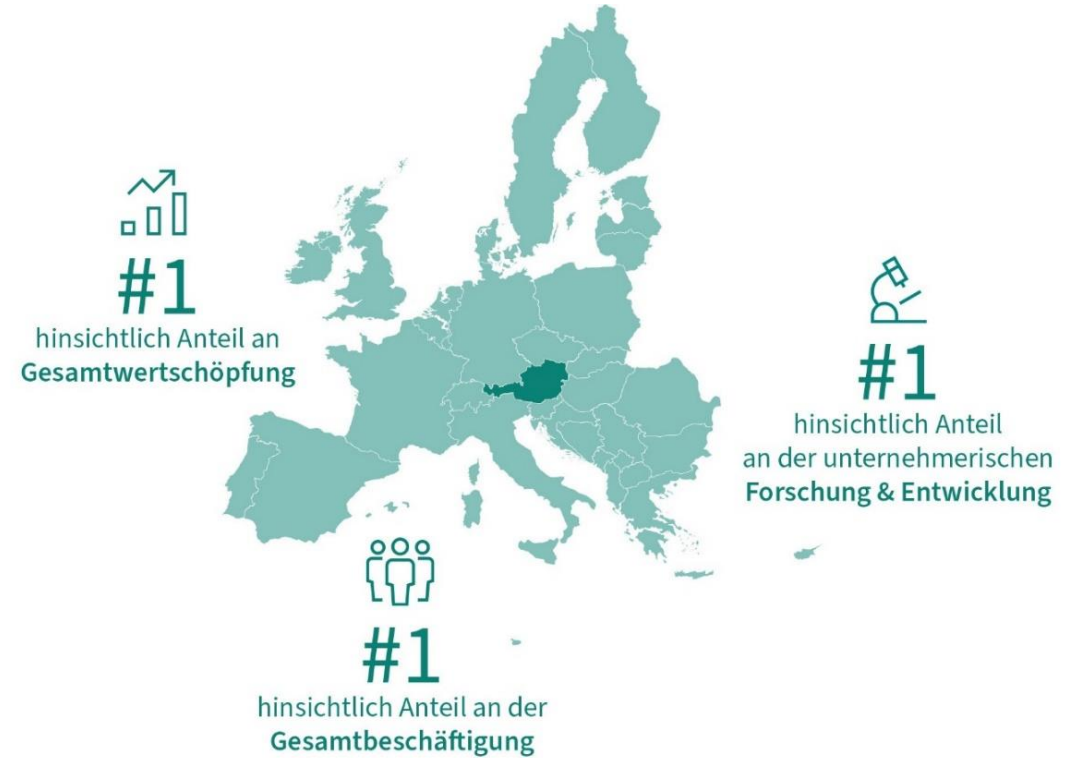 #1
hinsichtlich Anteil an
Gesamtwertschöpfung
#1
hinsichtlich Anteil
an der unternehmerischen
Forschung & Entwicklung
#1
hinsichtlich Anteil an der
Gesamtbeschäftigung